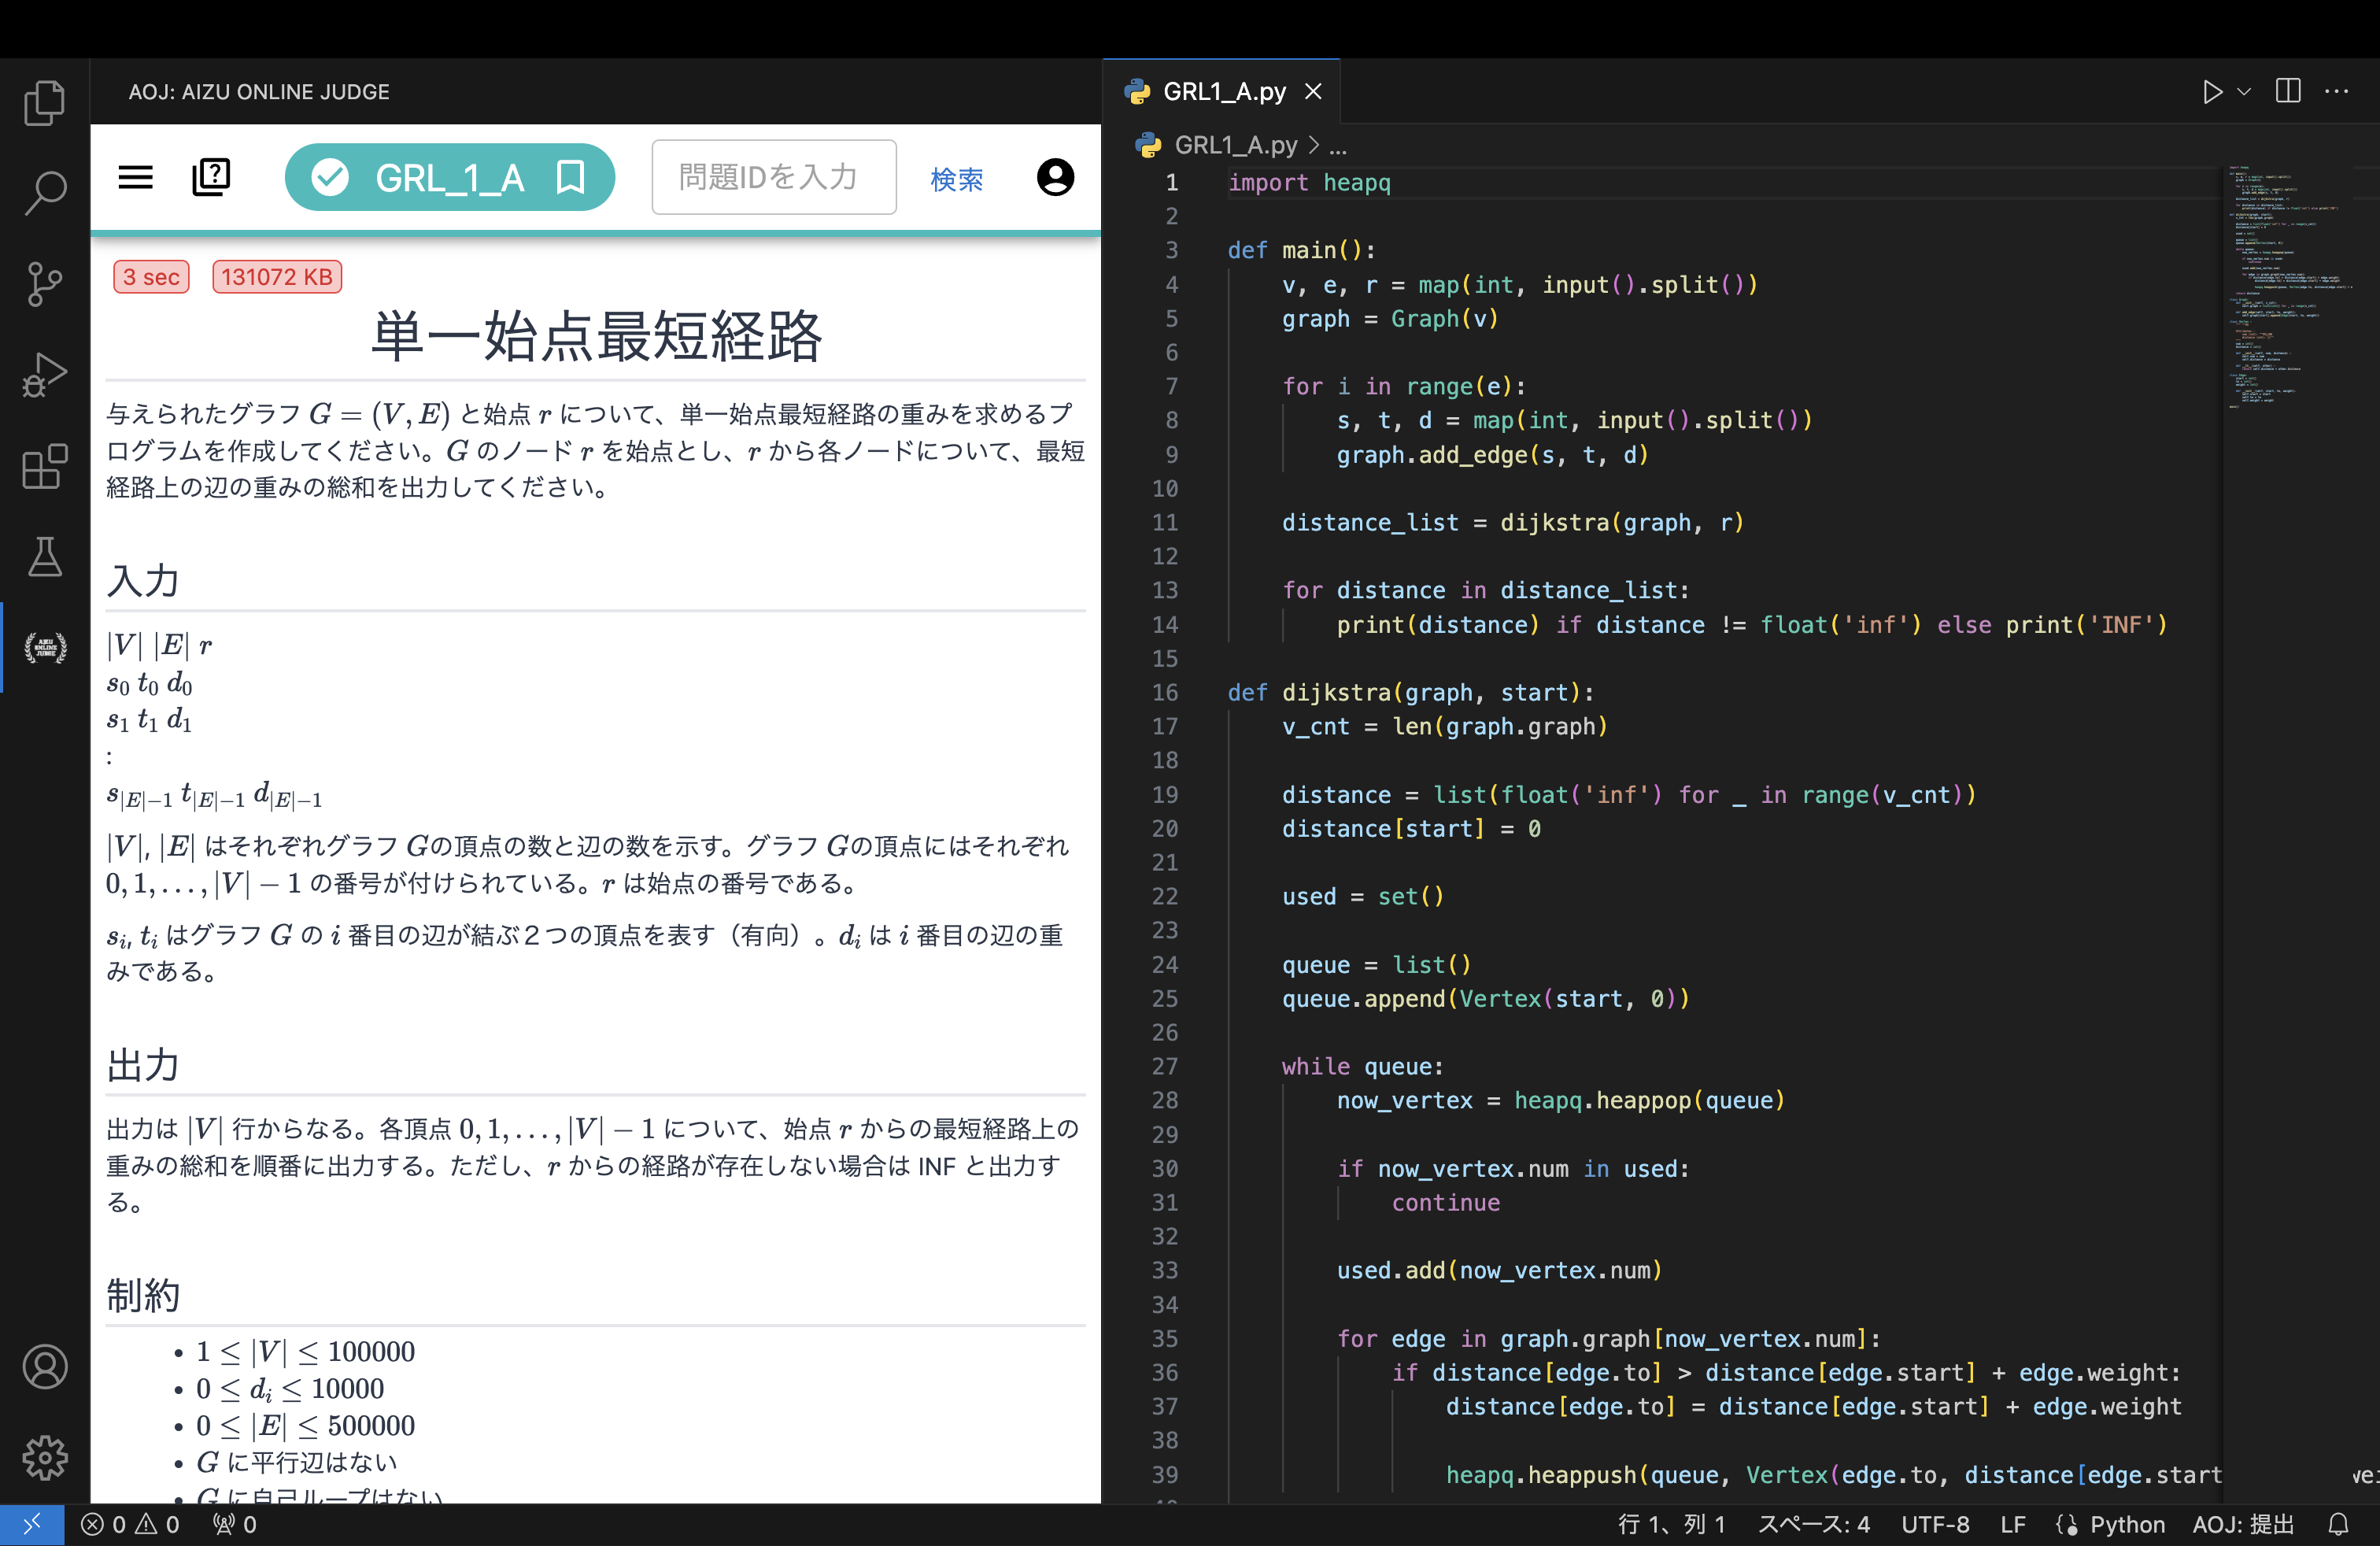 AOJ: AIZU ONLINE JUDGE
GRL_1_A
問題IDを入力
検索
3 sec
131072 KB
単一始点最短経路
与えられたグラフ G = (V, E) と始点 r について、単一始点最短経路の重みを求めるプ
ログラムを作成してください。G のノード r を始点とし、r から各ノードについて、最短
経路上の辺の重みの総和を出力してください。
入力
|V| |E| r
s0 t0 d0
s1 t1 d1
:
s|E|−1 t|E|−1 d|E|−1
|V|, |E| はそれぞれグラフ Gの頂点の数と辺の数を示す。グラフ Gの頂点にはそれぞれ
0, 1, . . . , |V| − 1 の番号が付けられている。r は始点の番号である。
si, ti はグラフ G の i 番目の辺が結ぶ２つの頂点を表す（有向）。di は i 番目の辺の重
みである。
出力
出力は |V| 行からなる。各頂点 0, 1, . . . , |V| − 1 について、始点 r からの最短経路上の
重みの総和を順番に出力する。ただし、r からの経路が存在しない場合は INF と出力す
る。
制約
• 1 ≤ |V| ≤ 100000
• 0 ≤ di ≤ 10000
• 0 ≤ |E| ≤ 500000
• G に平行辺はない
• G に自己ループはない
GRL1_A.py
GRL1_A.py > ...
1 import heapq
2
3 def main():
4     v, e, r = map(int, input().split())
5     graph = Graph(v)
6
7     for i in range(e):
8         s, t, d = map(int, input().split())
9         graph.add_edge(s, t, d)
10
11     distance_list = dijkstra(graph, r)
12
13     for distance in distance_list:
14         print(distance) if distance != float('inf') else print('INF')
15
16 def dijkstra(graph, start):
17     v_cnt = len(graph.graph)
18
19     distance = list(float('inf') for _ in range(v_cnt))
20     distance[start] = 0
21
22     used = set()
23
24     queue = list()
25     queue.append(Vertex(start, 0))
26
27     while queue:
28         now_vertex = heapq.heappop(queue)
29
30         if now_vertex.num in used:
31             continue
32
33         used.add(now_vertex.num)
34
35         for edge in graph.graph[now_vertex.num]:
36             if distance[edge.to] > distance[edge.start] + edge.weight:
37                 distance[edge.to] = distance[edge.start] + edge.weight
38
39                 heapq.heappush(queue, Vertex(edge.to, distance[edge.start
0 0 0
行 1、列 1
スペース: 4
UTF-8
LF
Python
AOJ: 提出